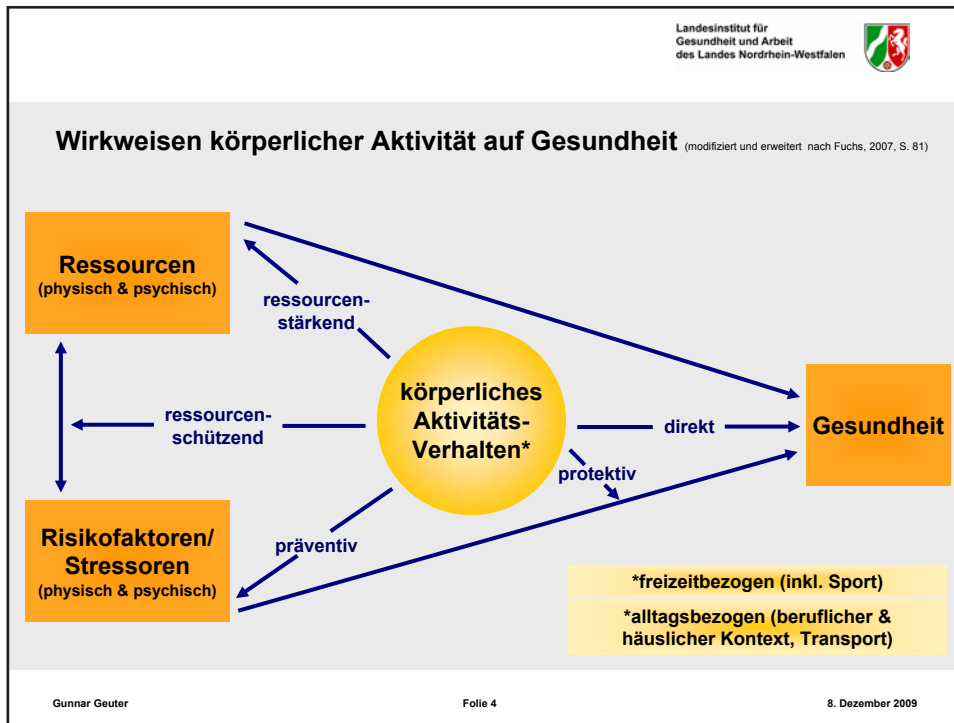 Landesinstitut für
Gesundheit und Arbeit
des Landes Nordrhein-Westfalen
Wirkweisen körperlicher Aktivität auf Gesundheit (modifiziert und erweitert nach Fuchs, 2007, S. 81)
Ressourcen
(physisch & psychisch)
ressourcen-
stärkend
körperliches
Aktivitäts-
Verhalten*
ressourcen-
schützend
direkt
Gesundheit
protektiv
Risikofaktoren/
Stressoren
(physisch & psychisch)
präventiv
*freizeitbezogen (inkl. Sport)
*alltagsbezogen (beruflicher &
häuslicher Kontext, Transport)
Gunnar Geuter
Folie 4
8. Dezember 2009